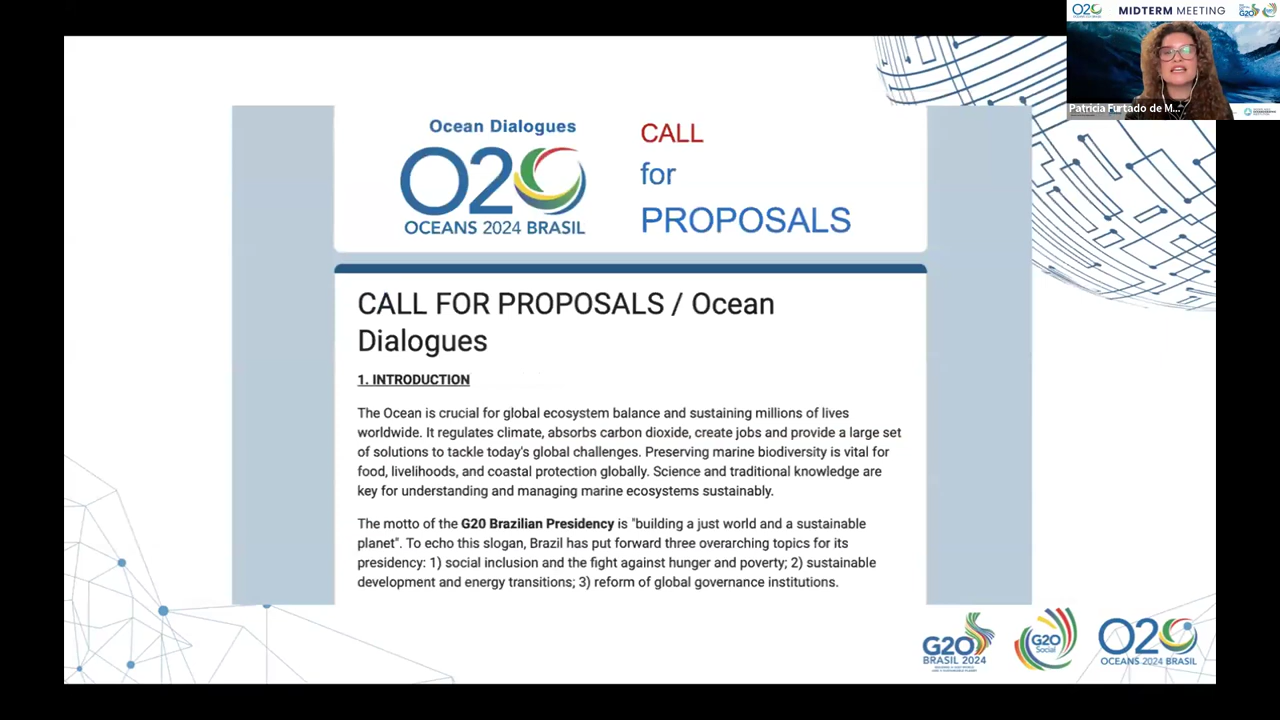 O20
MIDTERM MEETING
G20
Patricia Furtado de M...
Ocean Dialogues
O20
OCEANS 2024 BRASIL
CALL
for
PROPOSALS
CALL FOR PROPOSALS / Ocean
Dialogues
1. INTRODUCTION
The Ocean is crucial for global ecosystem balance and sustaining millions of lives
worldwide. It regulates climate, absorbs carbon dioxide, create jobs and provide a large set
of solutions to tackle today's global challenges. Preserving marine biodiversity is vital for
food, livelihoods, and coastal protection globally. Science and traditional knowledge are
key for understanding and managing marine ecosystems sustainably.
The motto of the G20 Brazilian Presidency is "building a just world and a sustainable
planet". To echo this slogan, Brazil has put forward three overarching topics for its
presidency: 1) social inclusion and the fight against hunger and poverty; 2) sustainable
development and energy transitions; 3) reform of global governance institutions.
G20
BRASIL 2024
G20
Social
O20
OCEANS 2024 BRASIL